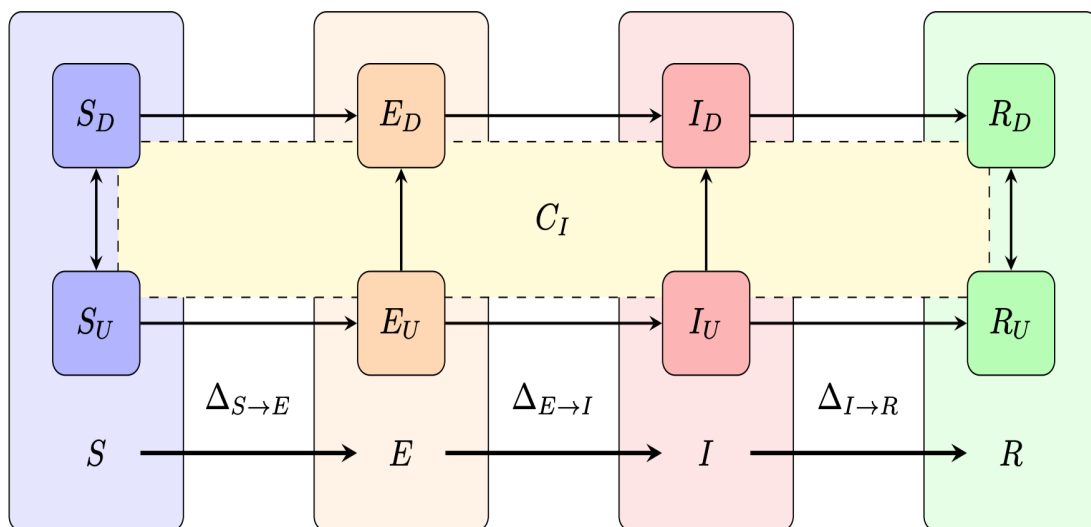 S_D E_D I_D R_D
C_I
S_U E_U I_U R_U
Δ_{S→E} Δ_{E→I} Δ_{I→R}
S E I R